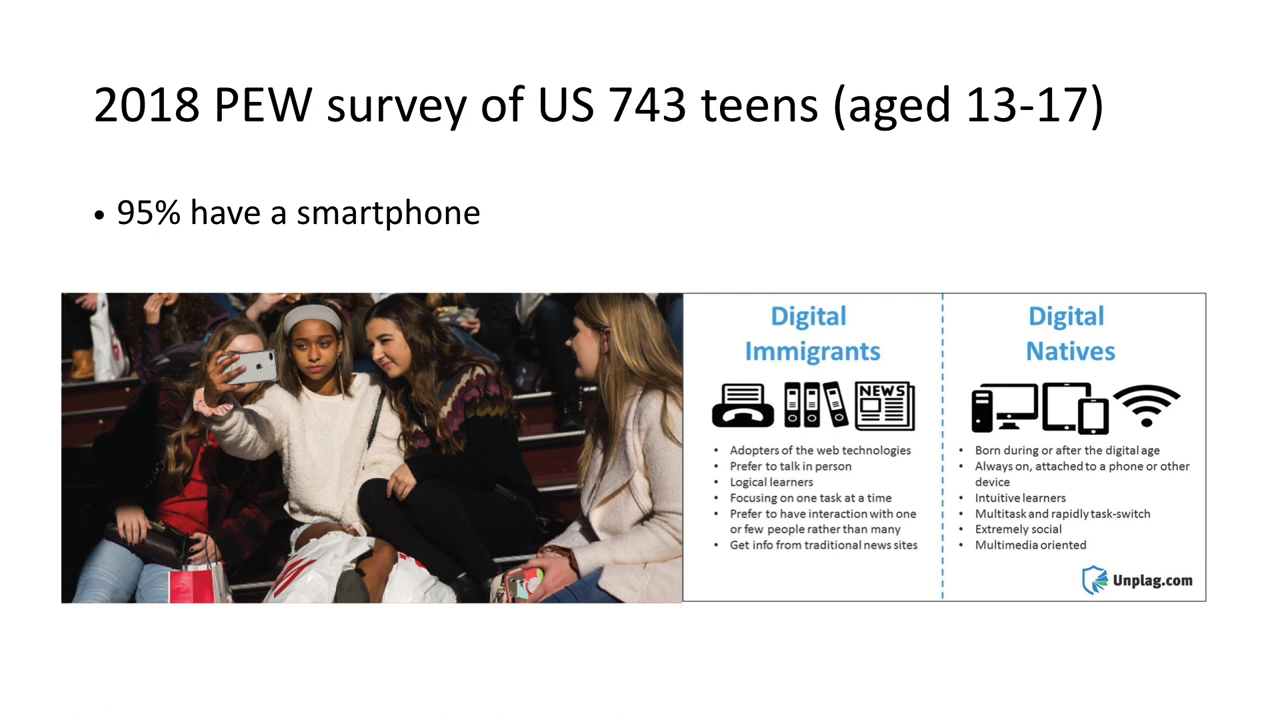 2018 PEW survey of US 743 teens (aged 13-17)
• 95% have a smartphone
Digital
Immigrants
NEWS
• Adopters of the web technologies
• Prefer to talk in person
• Logical learners
• Focusing on one task at a time
• Prefer to have interaction with one
or few people rather than many
• Get info from traditional news sites
Digital
Natives
• Born during or after the digital age
• Always on, attached to a phone or other
device
• Intuitive learners
• Multitask and rapidly task-switch
• Extremely social
• Multimedia oriented
Unplag.com